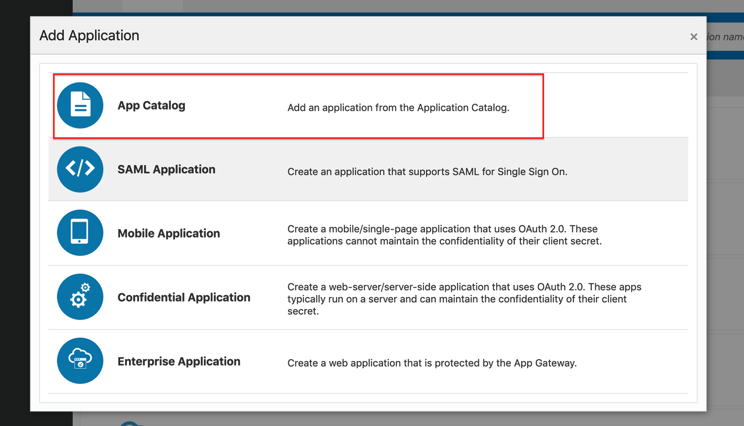 Add Application
×
ion name
App Catalog
Add an application from the Application Catalog.
SAML Application
Create an application that supports SAML for Single Sign On.
Mobile Application
Create a mobile/single-page application that uses OAuth 2.0. These
applications cannot maintain the confidentiality of their client secret.
Confidential Application
Create a web-server/server-side application that uses OAuth 2.0. These apps
typically run on a server and can maintain the confidentiality of their client
secret.
Enterprise Application
Create a web application that is protected by the App Gateway.